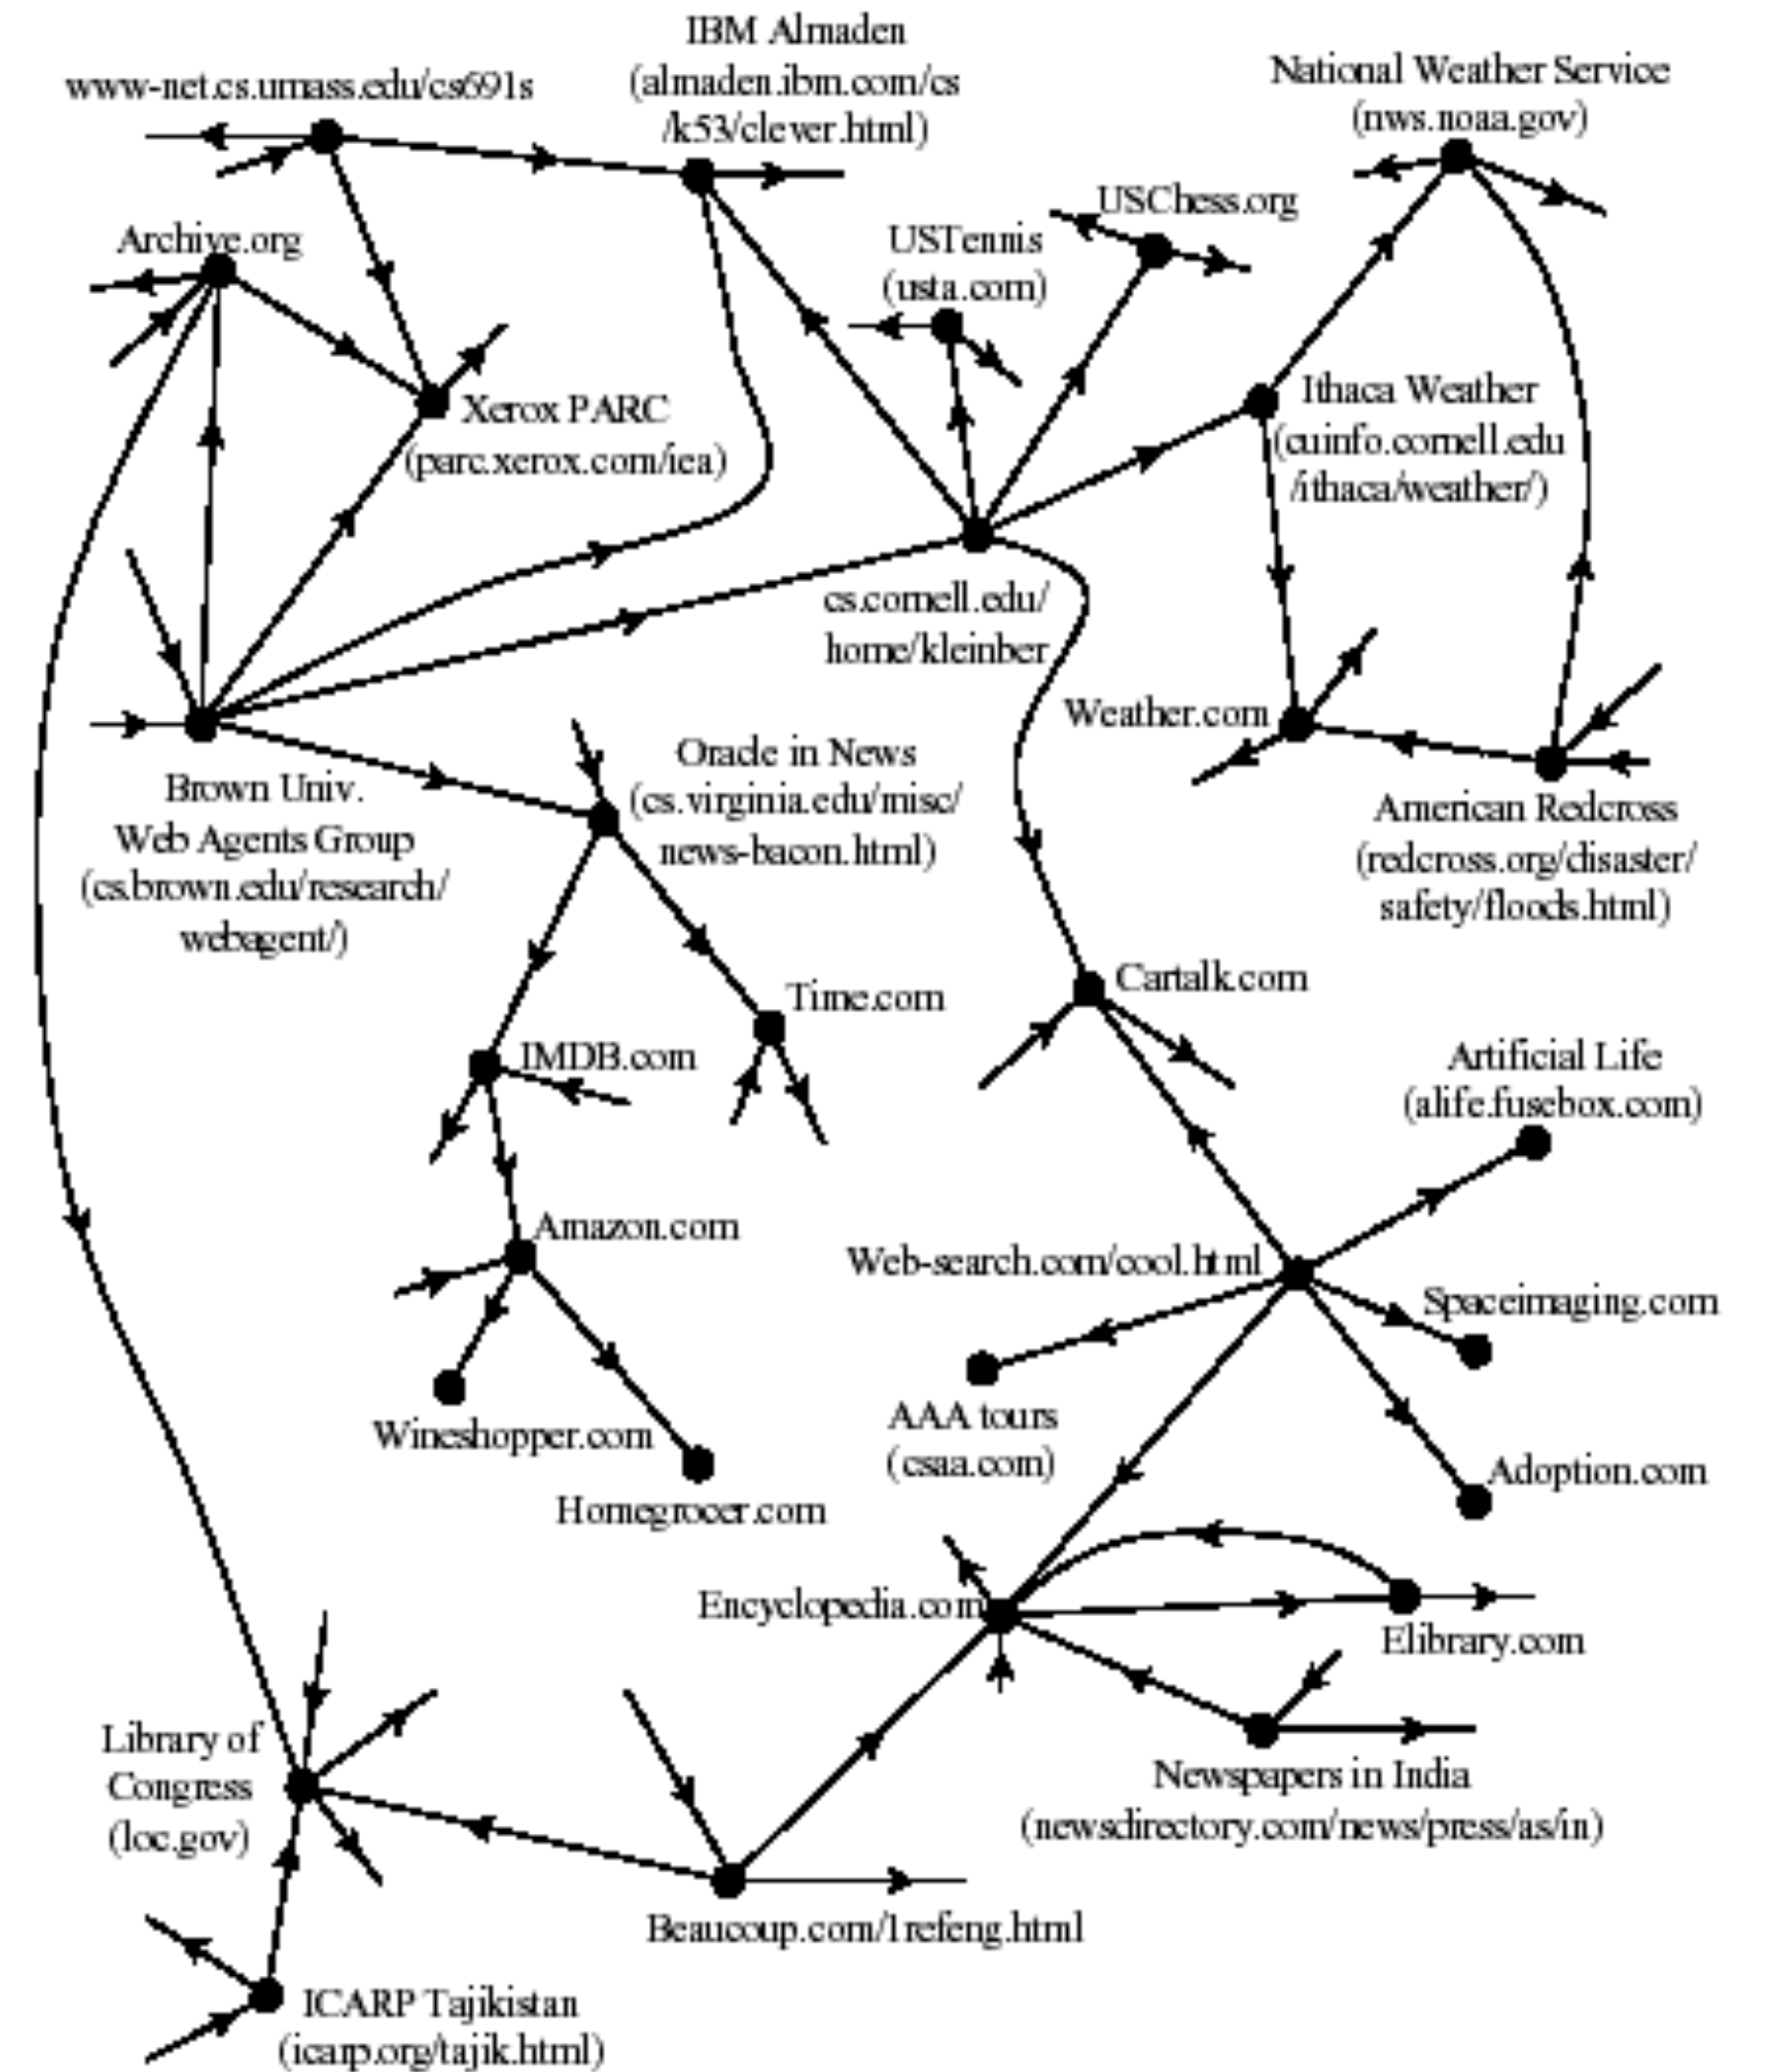 IBM Almaden
(almaden.ibm.com/cs
/k53/clever.html)
www-net.cs.umass.edu/cs691s
National Weather Service
(nws.noaa.gov)
USChess.org
Archive.org
USTennis
(usta.com)
Xerox PARC
(parc.xerox.com/iea)
Ithaca Weather
(cuinfo.cornell.edu
/ithaca/weather/)
cs.cornell.edu/
home/kleinber
Weather.com
Brown Univ.
Web Agents Group
(cs.brown.edu/research/
webagent/)
Oracle in News
(cs.virginia.edu/misc/
news-bacon.html)
American Redcross
(redcross.org/disaster/
safety/floods.html)
Cartalk.com
Time.com
IMDB.com
Artificial Life
(alife.fusebox.com)
Amazon.com
Web-search.com/cool.html
Spaceimaging.com
AAA tours
(csaa.com)
Wineshopper.com
Adoption.com
Homegrocer.com
Encyclopedia.com
Elibrary.com
Library of
Congress
(loc.gov)
Newspapers in India
(newsdirectory.com/news/press/as/in)
Beaucoup.com/1refeng.html
ICARP Tajikistan
(icarp.org/tajik.html)